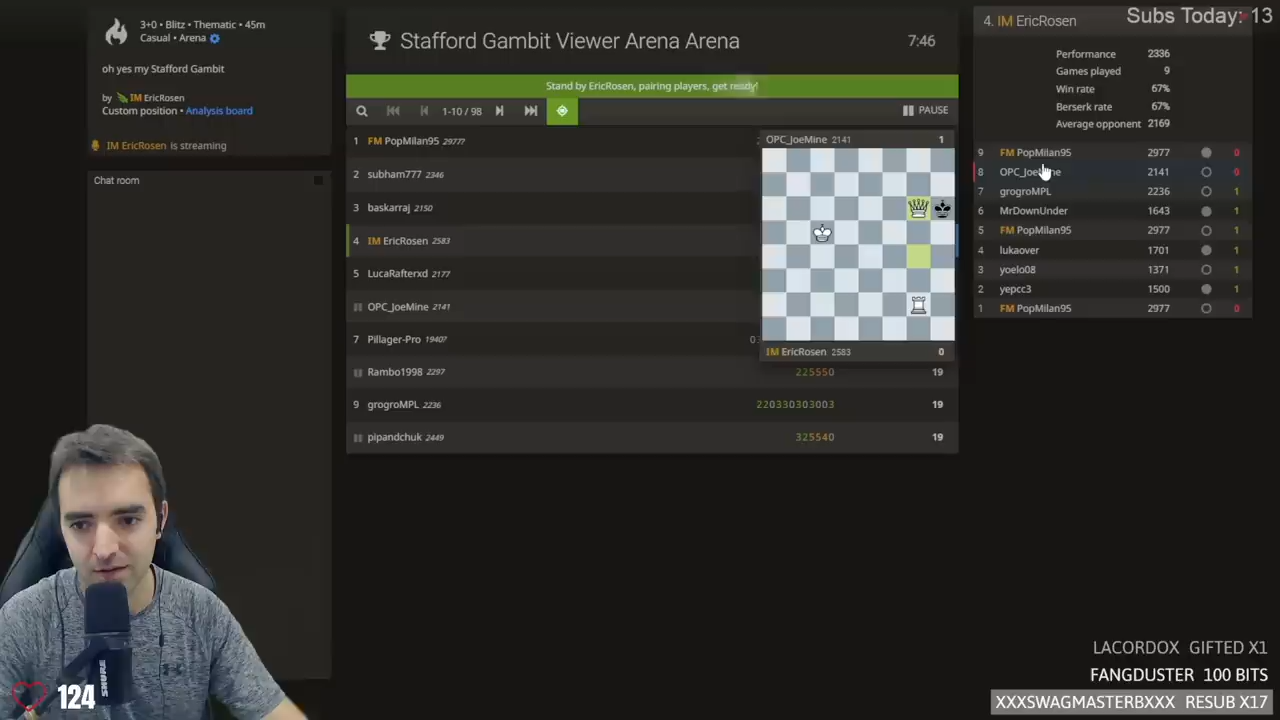 3+0 • Blitz • Thematic • 45m
Casual • Arena
oh yes my Stafford Gambit
by IM EricRosen
Custom position • Analysis board
IM EricRosen is streaming
Chat room
Stafford Gambit Viewer Arena Arena
7:46
Stand by EricRosen, pairing players, get ready!
1-10 / 98
PAUSE
1 FM PopMilan95 2977?
2 subham777 2346
3 baskarraj 2150
4 IM EricRosen 2583
5 LucaRafterxd 2177
OPC_JoeMine 2141
7 Pillager-Pro 1940?
Rambo1998 2297 225550 19
9 grogroMPL 2236 220330303003 19
pipandchuk 2449 325540 19
OPC_JoeMine 2141 1
IM EricRosen 2583 0
4. IM EricRosen
Subs Today: 13
Performance 2336
Games played 9
Win rate 67%
Berserk rate 67%
Average opponent 2169
9 FM PopMilan95 2977 0
8 OPC_JoeMine 2141 0
7 grogroMPL 2236 1
6 MrDownUnder 1643 1
5 FM PopMilan95 2977 1
4 lukaover 1701 1
3 yoelo08 1371 1
2 yepcc3 1500 1
1 FM PopMilan95 2977 0
124
SHURE
LACORDOX GIFTED X1
FANGDUSTER 100 BITS
XXXSWAGMASTERBXXX RESUB X17